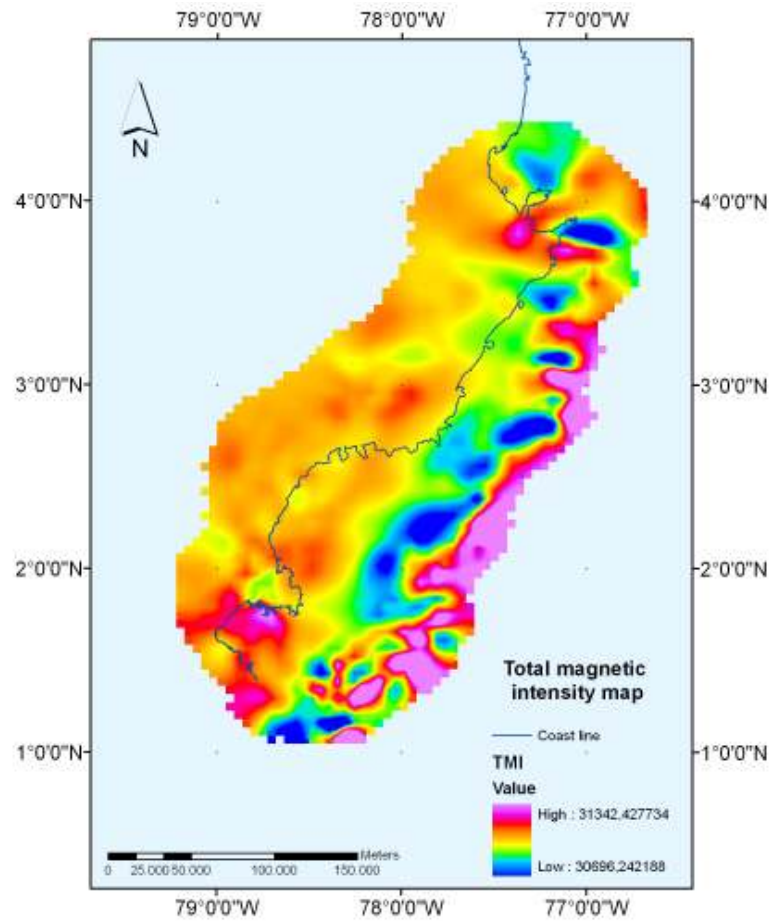 79°0'0"W 78°0'0"W 77°0'0"W
N
4°0'0"N 4°0'0"N
3°0'0"N 3°0'0"N
2°0'0"N 2°0'0"N
Total magnetic
intensity map
Coast line
1°0'0"N 1°0'0"N
TMI
Value
High : 31342,427734
Low : 30696,242188
Meters
0 25.000 50.000 100.000 150.000
79°0'0"W 78°0'0"W 77°0'0"W